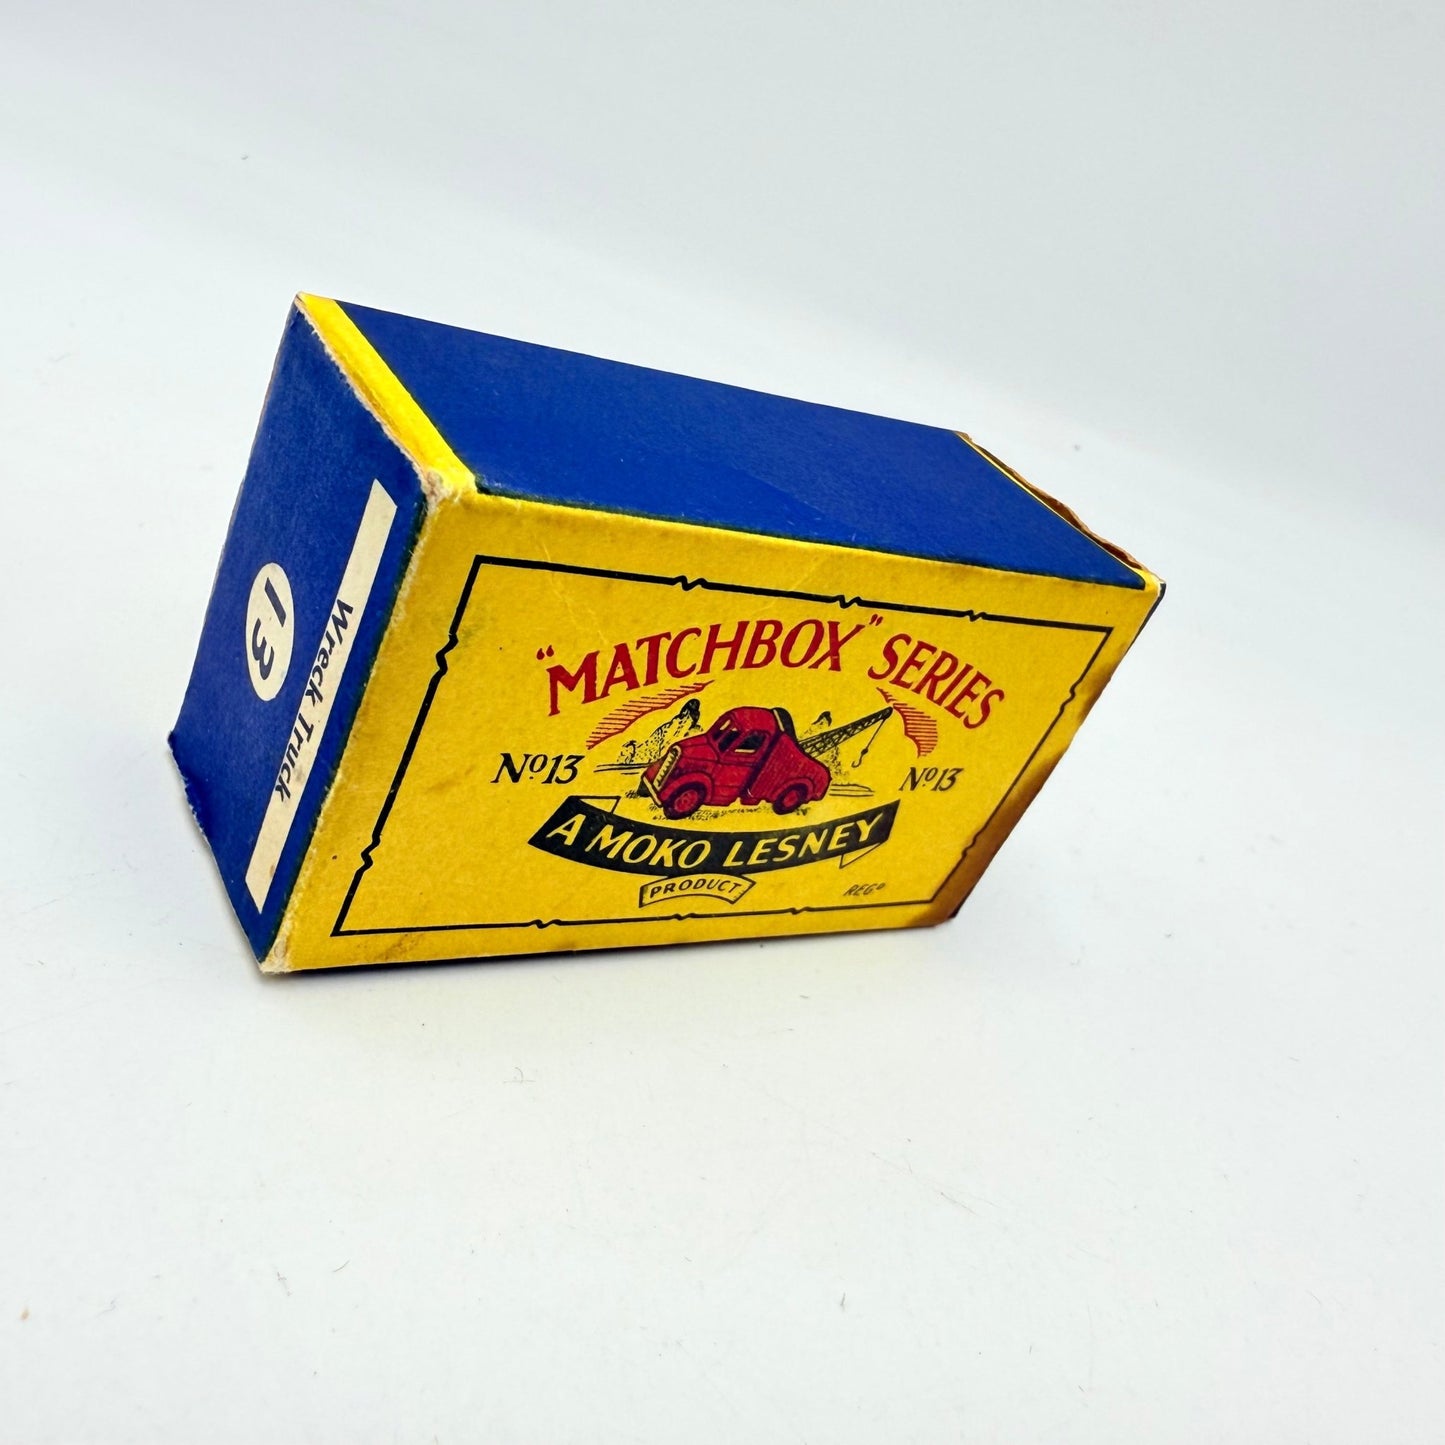 13
Wreck Truck
"MATCHBOX" SERIES
Nº13
Nº13
A MOKO LESNEY
PRODUCT
REGD